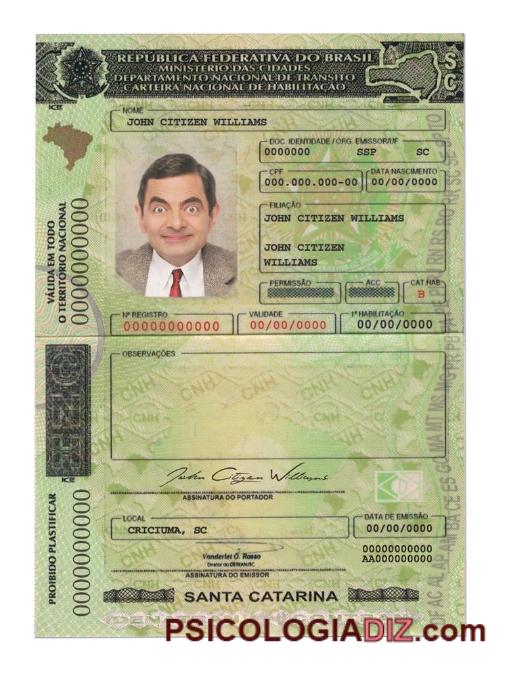 REPÚBLICA FEDERATIVA DO BRASIL
MINISTERIO DAS CIDADES
DEPARTAMENTO NACIONAL DE TRÂNSITO
CARTEIRA NACIONAL DE HABILITAÇÃO
SC
NOME
JOHN CITIZEN WILLIAMS
DOC. IDENTIDADE / ÓRG. EMISSOR/UF
0000000 SSP SC
CPF
000.000.000-00
DATA NASCIMENTO
00/00/0000
FILIAÇÃO
JOHN CITIZEN WILLIAMS
JOHN CITIZEN
WILLIAMS
PERMISSÃO
ACC
CAT HAB
B
Nº REGISTRO
00000000000
VALIDADE
00/00/0000
1ª HABILITAÇÃO
00/00/0000
VÁLIDA EM TODO
O TERRITÓRIO NACIONAL
0000000000
OBSERVAÇÕES
CNH
John Citzen Williams
ASSINATURA DO PORTADOR
LOCAL
CRICIUMA, SC
DATA DE EMISSÃO
00/00/0000
Vanderlei O. Rosso
Diretor do DETRAN/SC
ASSINATURA DO EMISSOR
00000000000
AA000000000
PROIBIDO PLASTIFICAR
0000000000
SANTA CATARINA
PSICOLOGIADIZ.com